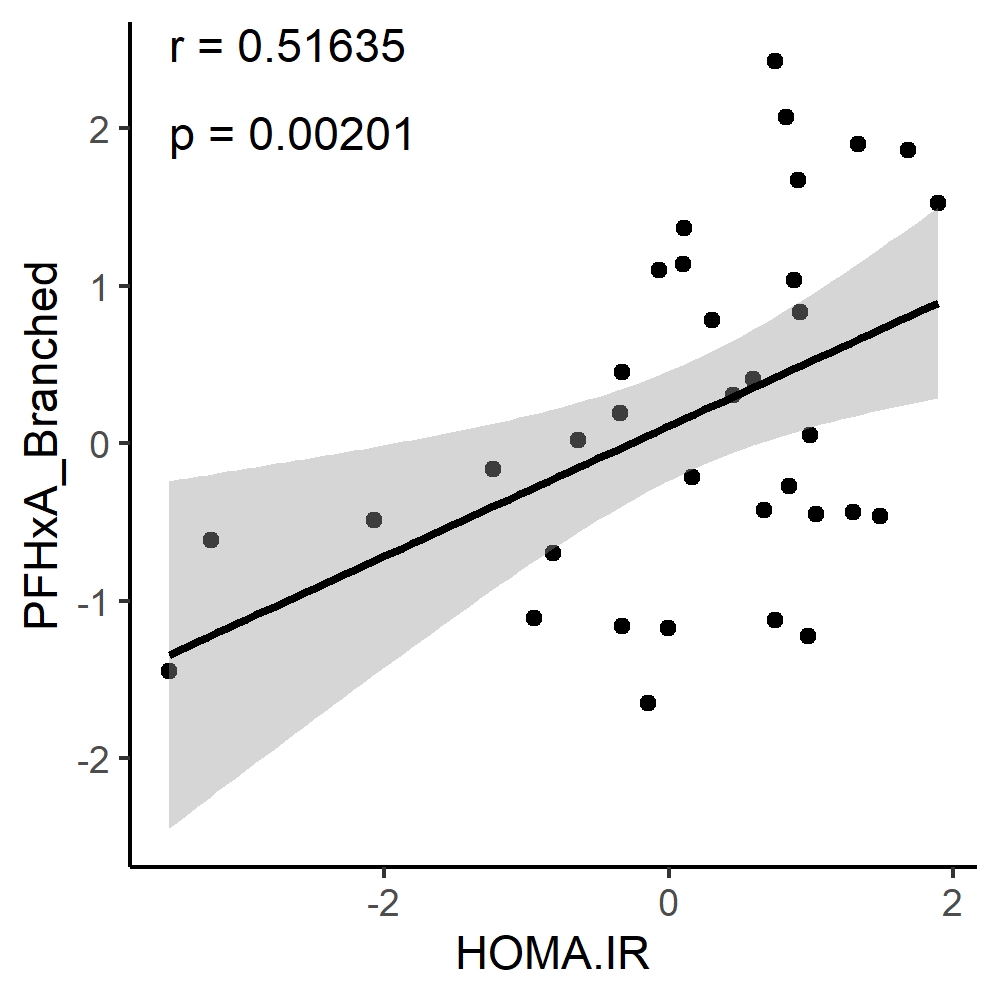 r = 0.51635
p = 0.00201
PFHxA_Branched
2
1
0
-1
-2
-2
0
2
HOMA.IR